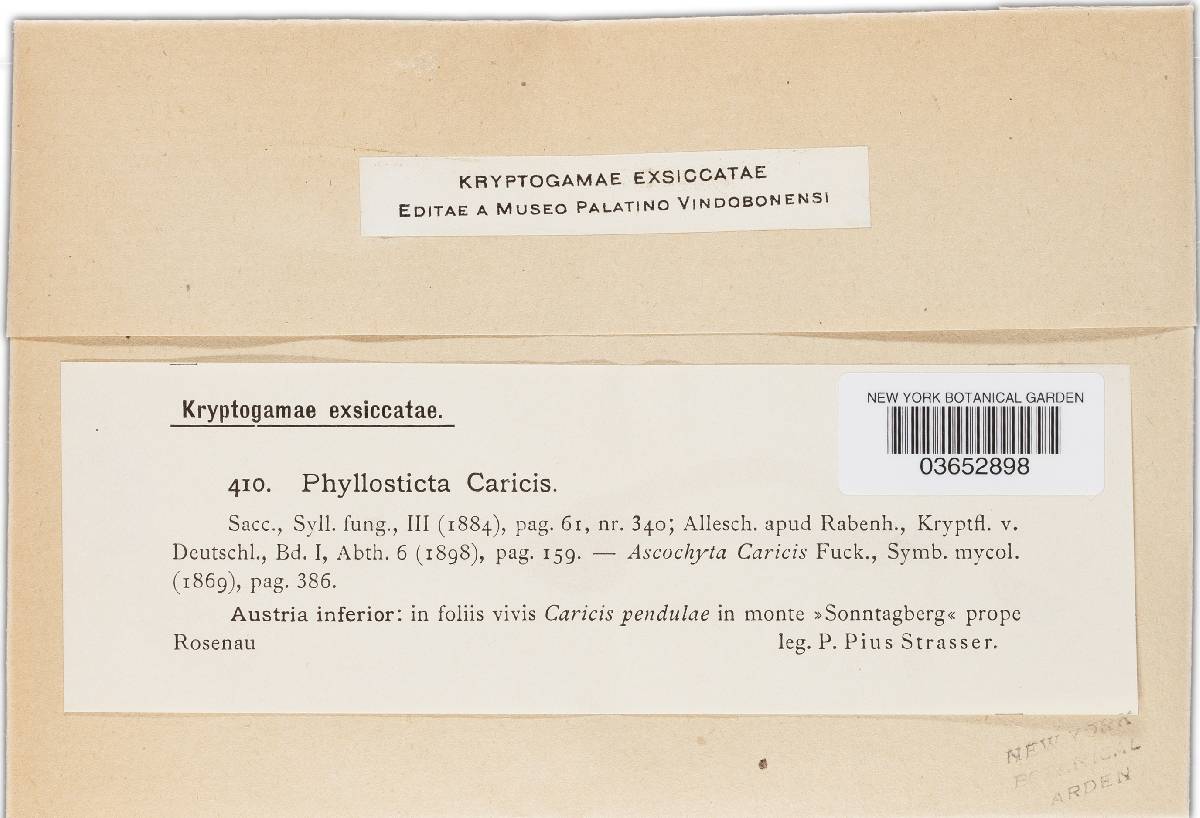 KRYPTOGAMAE EXSICCATAE
EDITAE A MUSEO PALATINO VINDOBONENSI
Kryptogamae exsiccatae.
NEW YORK BOTANICAL GARDEN
03652898
410. Phyllosticta Caricis.
Sacc., Syll. fung., III (1884), pag. 61, nr. 340; Allesch. apud Rabenh., Kryptfl. v.
Deutschl., Bd. I, Abth. 6 (1898), pag. 159. — Ascochyta Caricis Fuck., Symb. mycol.
(1869), pag. 386.
Austria inferior: in foliis vivis Caricis pendulae in monte »Sonntagberg« prope
Rosenau leg. P. Pius Strasser.
NEW YORK
BOTANICAL
ARDEN